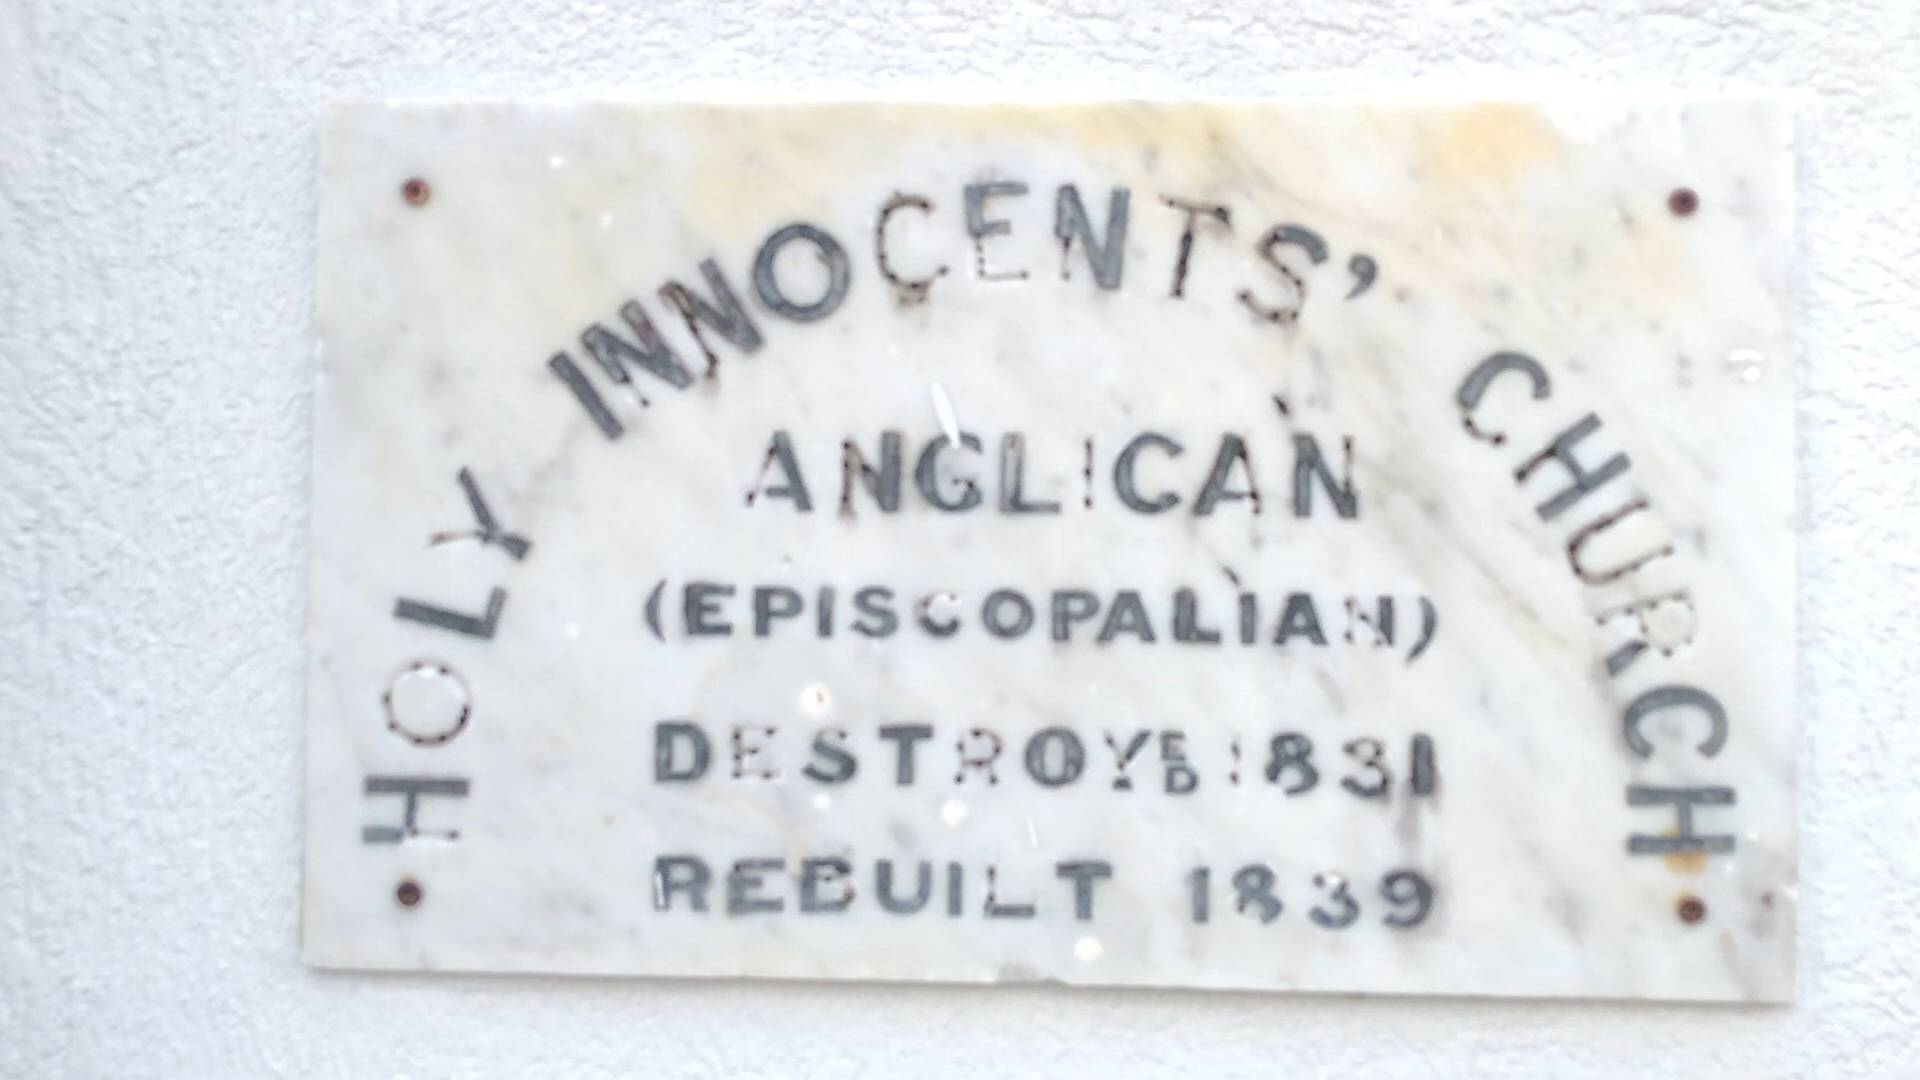 HOLY INNOCENTS' CHURCH
ANGLICAN
(EPISCOPALIAN)
DESTROYED 1831
REBUILT 1839